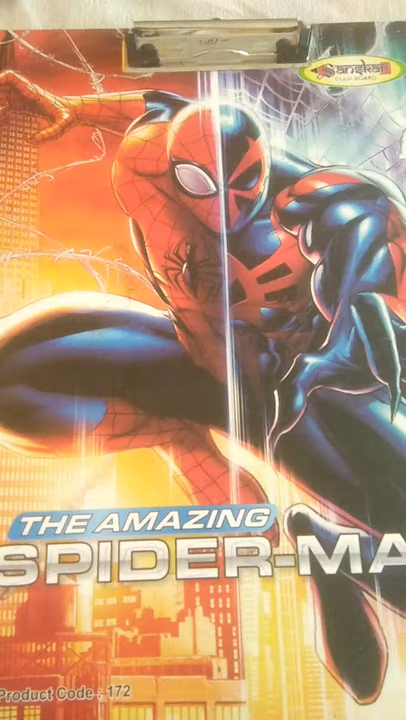 Sanskar
EXAM BOARD
THE AMAZING
SPIDER-MA
Product Code : 172